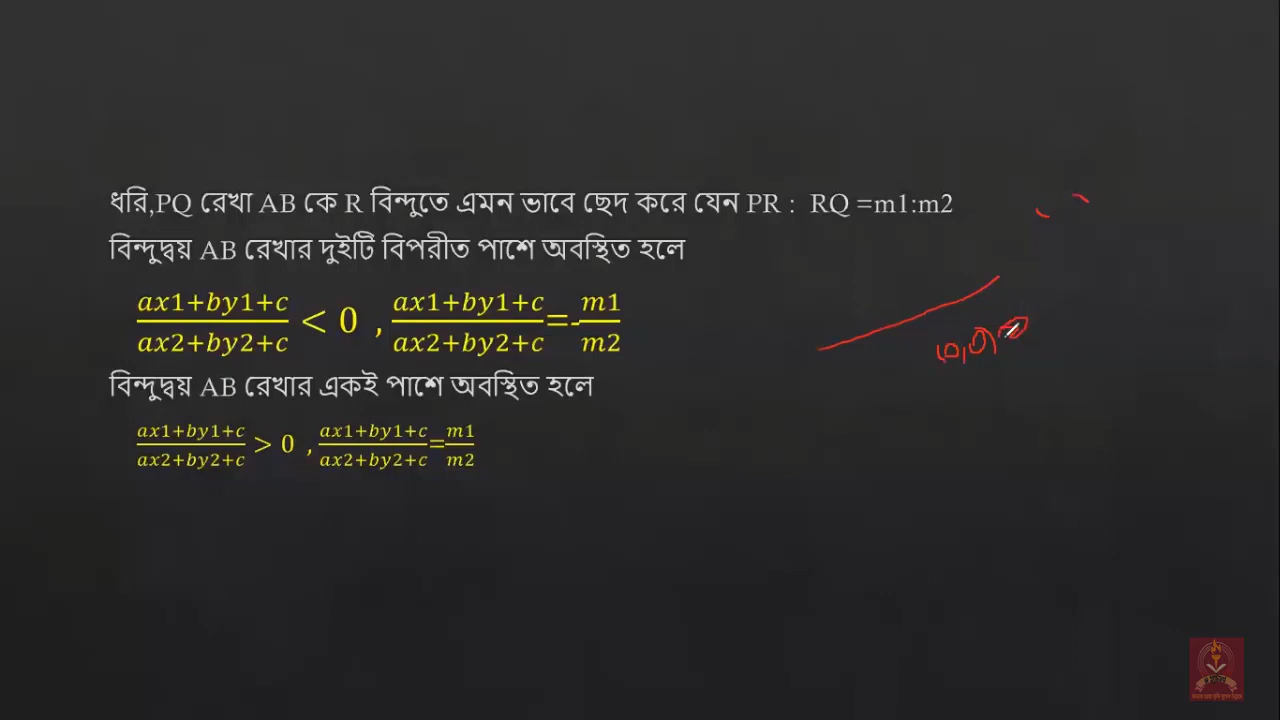 ধরি,PQ রেখা AB কে R বিন্দুতে এমন ভাবে ছেদ করে যেন PR : RQ =m1:m2
বিন্দুদ্বয় AB রেখার দুইটি বিপরীত পাশে অবস্থিত হলে
ax1+by1+c/ax2+by2+c < 0 , ax1+by1+c/ax2+by2+c=-m1/m2
(0,0)
বিন্দুদ্বয় AB রেখার একই পাশে অবস্থিত হলে
ax1+by1+c/ax2+by2+c > 0 , ax1+by1+c/ax2+by2+c=m1/m2